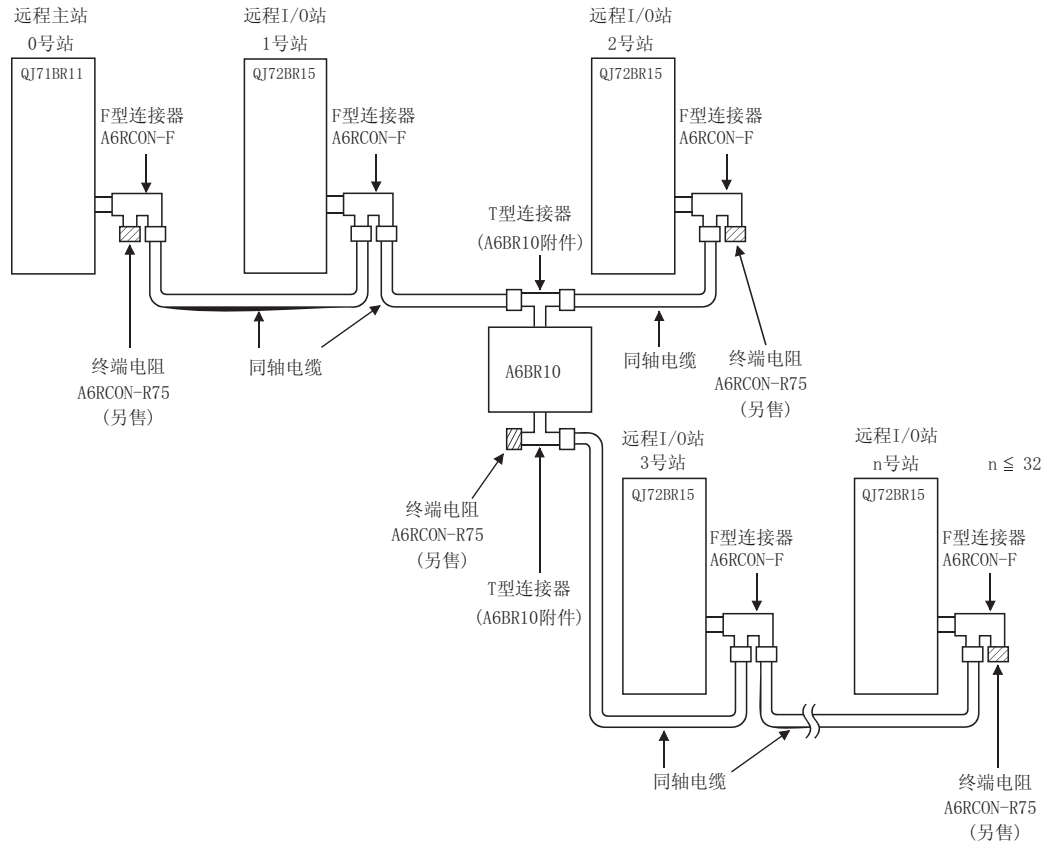 远程主站
0号站
QJ71BR11
F型连接器
A6RCON-F
远程I/O站
1号站
QJ72BR15
F型连接器
A6RCON-F
远程I/O站
2号站
QJ72BR15
F型连接器
A6RCON-F
T型连接器
(A6BR10附件)
终端电阻
A6RCON-R75
(另售)
同轴电缆
A6BR10
同轴电缆
终端电阻
A6RCON-R75
(另售)
终端电阻
A6RCON-R75
(另售)
T型连接器
(A6BR10附件)
远程I/O站
3号站
QJ72BR15
F型连接器
A6RCON-F
远程I/O站
n号站
n ≦ 32
QJ72BR15
F型连接器
A6RCON-F
同轴电缆
终端电阻
A6RCON-R75
(另售)